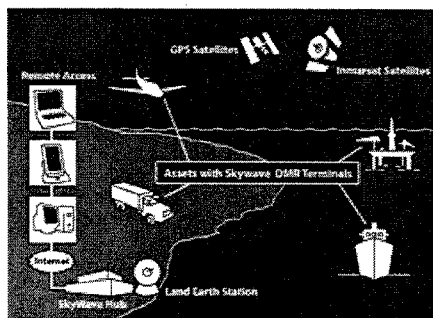 GPS Satellites
Inmarsat Satellites
Remote Access
Assets with Skywave DMR Terminals
Internet
SkyWave Hub
Land Earth Station